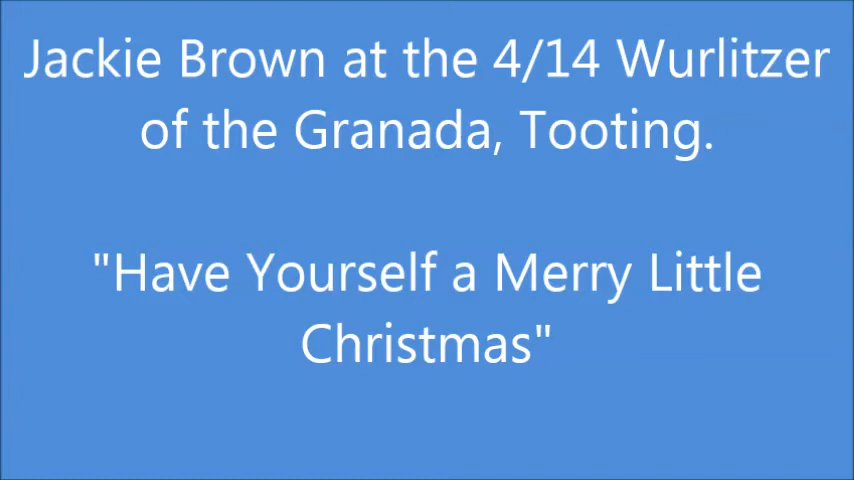 Jackie Brown at the 4/14 Wurlitzer
of the Granada, Tooting.
"Have Yourself a Merry Little
Christmas"